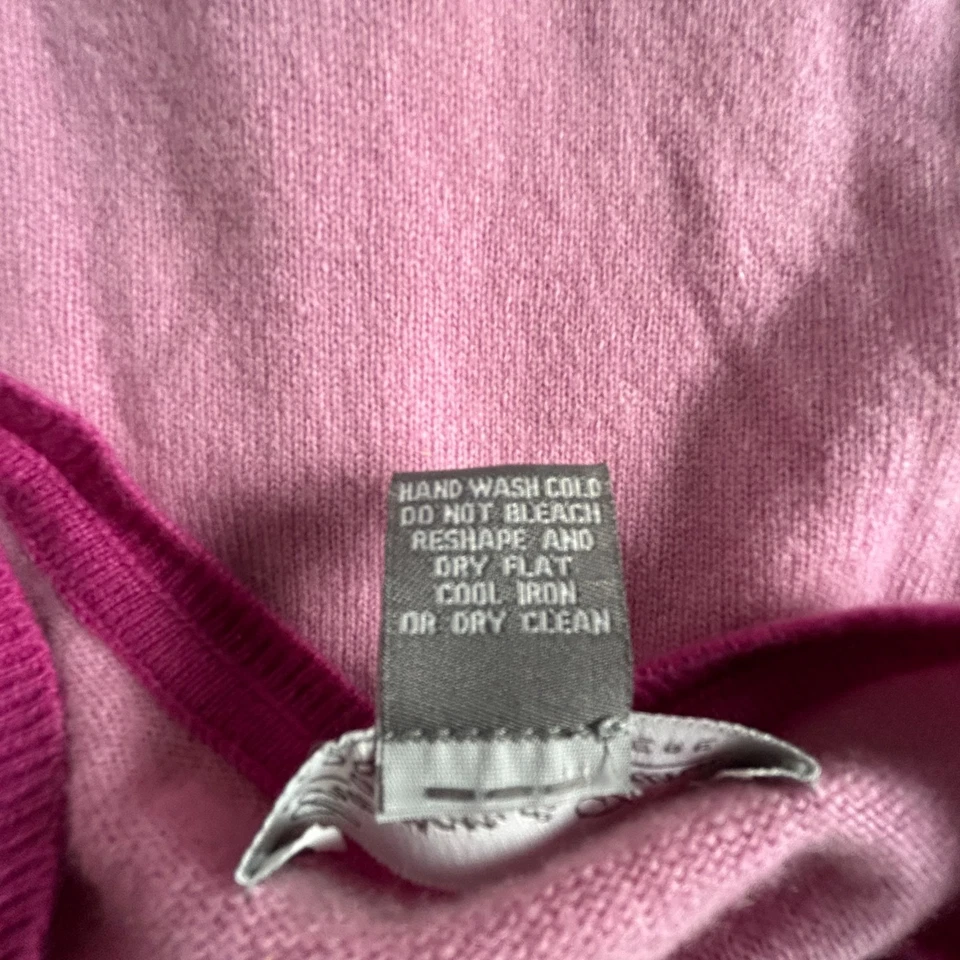 HAND WASH COLD
DO NOT BLEACH
RESHAPE AND
DRY FLAT
COOL IRON
OR DRY CLEAN